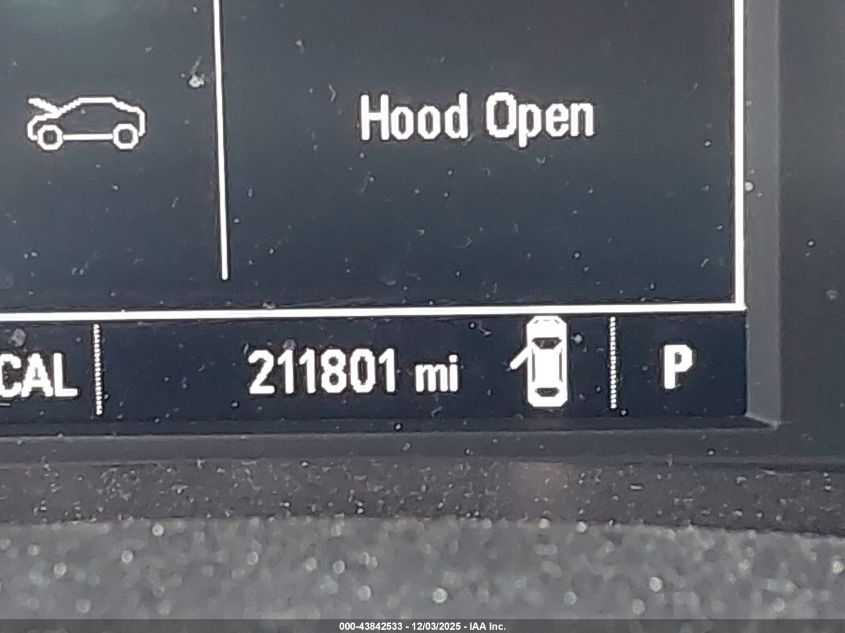 Hood Open
CAL
211801 mi
P
000-43842533 - 12/03/2025 - IAA Inc.